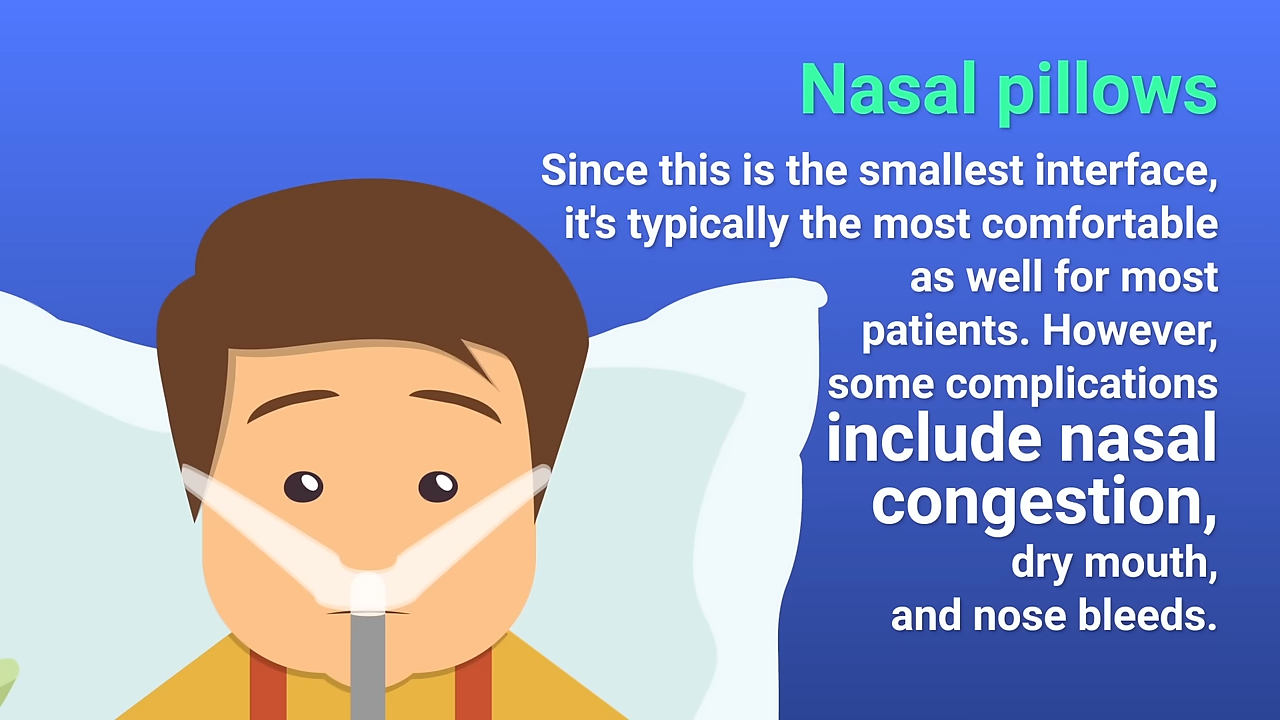 Nasal pillows
Since this is the smallest interface,
it's typically the most comfortable
as well for most
patients. However,
some complications
include nasal
congestion,
dry mouth,
and nose bleeds.